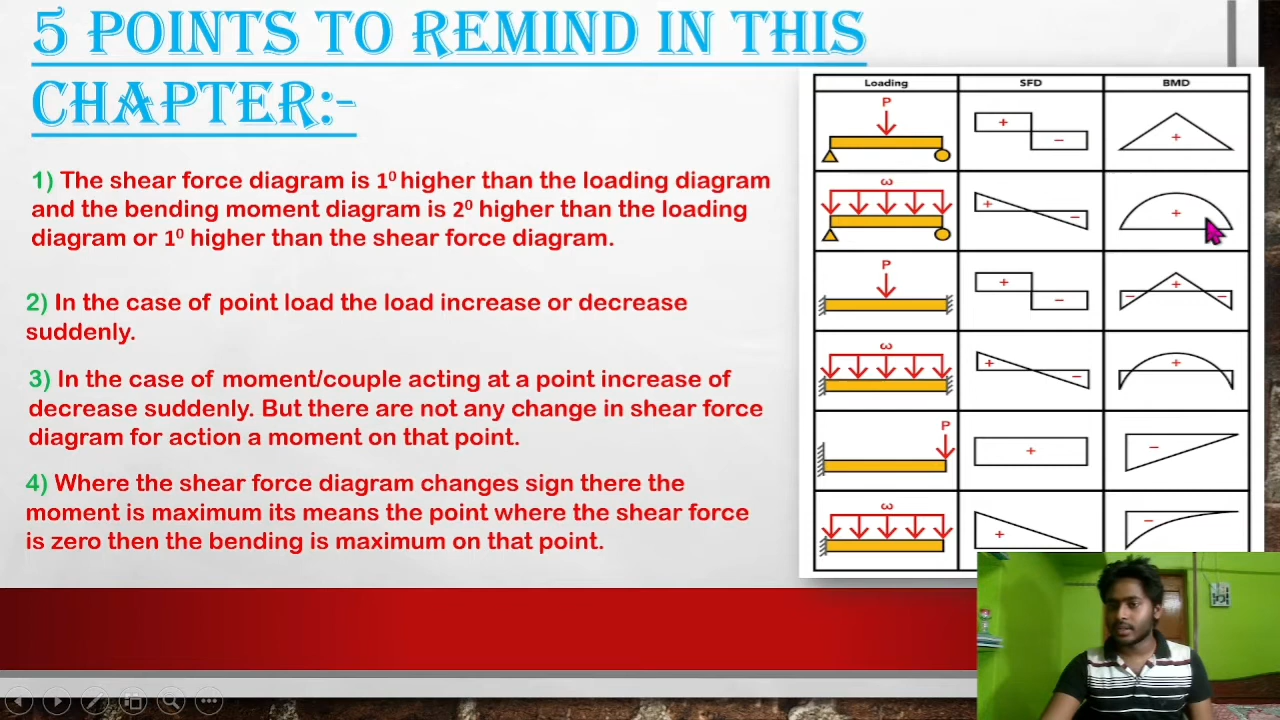 5 POINTS TO REMIND IN THIS
CHAPTER:-
1) The shear force diagram is 1⁰ higher than the loading diagram
and the bending moment diagram is 2⁰ higher than the loading
diagram or 1⁰ higher than the shear force diagram.
2) In the case of point load the load increase or decrease
suddenly.
3) In the case of moment/couple acting at a point increase of
decrease suddenly. But there are not any change in shear force
diagram for action a moment on that point.
4) Where the shear force diagram changes sign there the
moment is maximum its means the point where the shear force
is zero then the bending is maximum on that point.
Loading SFD BMD
P + - +
ω + - +
P + - - + -
ω + - +
P + -
ω + -